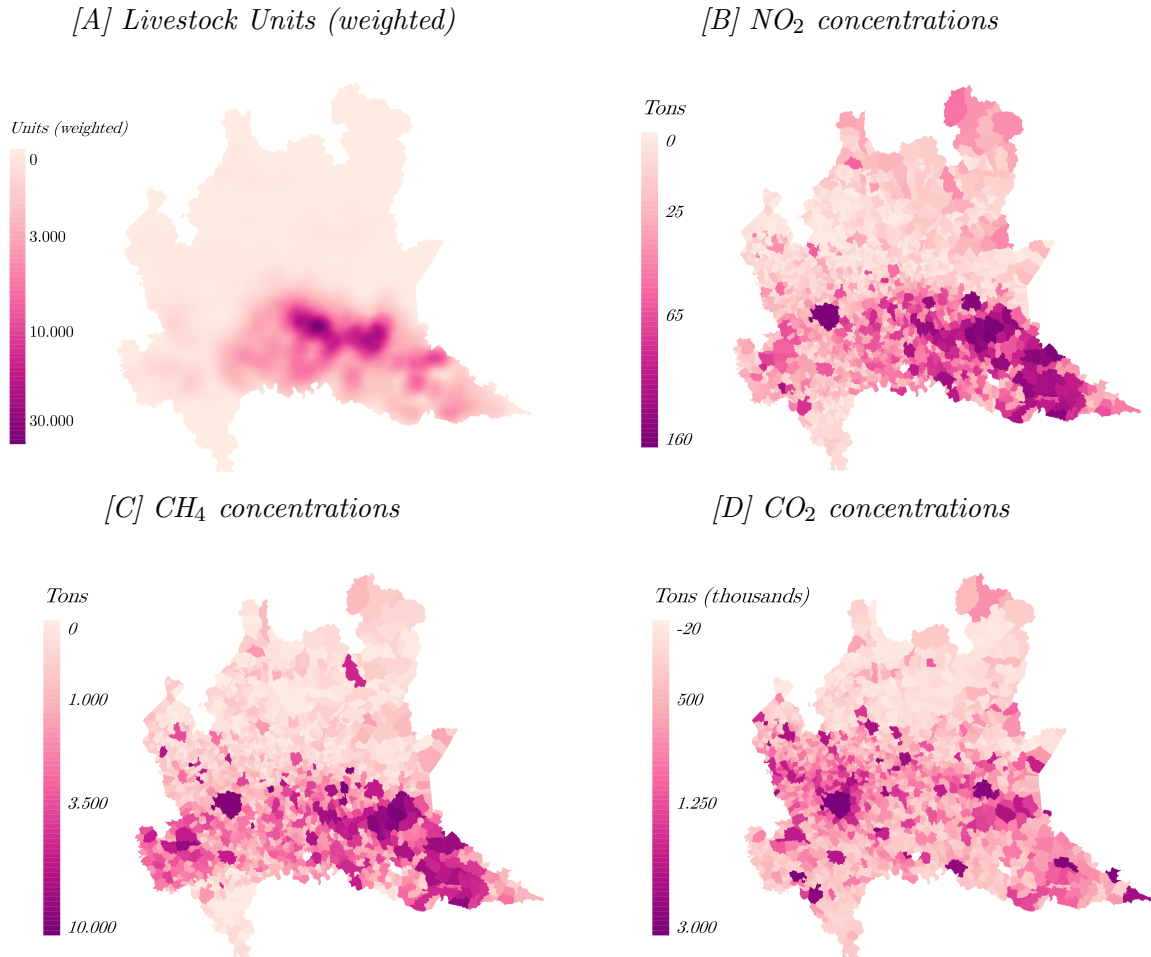 [A] Livestock Units (weighted)
Units (weighted)
0
3.000
10.000
30.000
[B] NO₂ concentrations
Tons
0
25
65
160
[C] CH₄ concentrations
Tons
0
1.000
3.500
10.000
[D] CO₂ concentrations
Tons (thousands)
-20
500
1.250
3.000